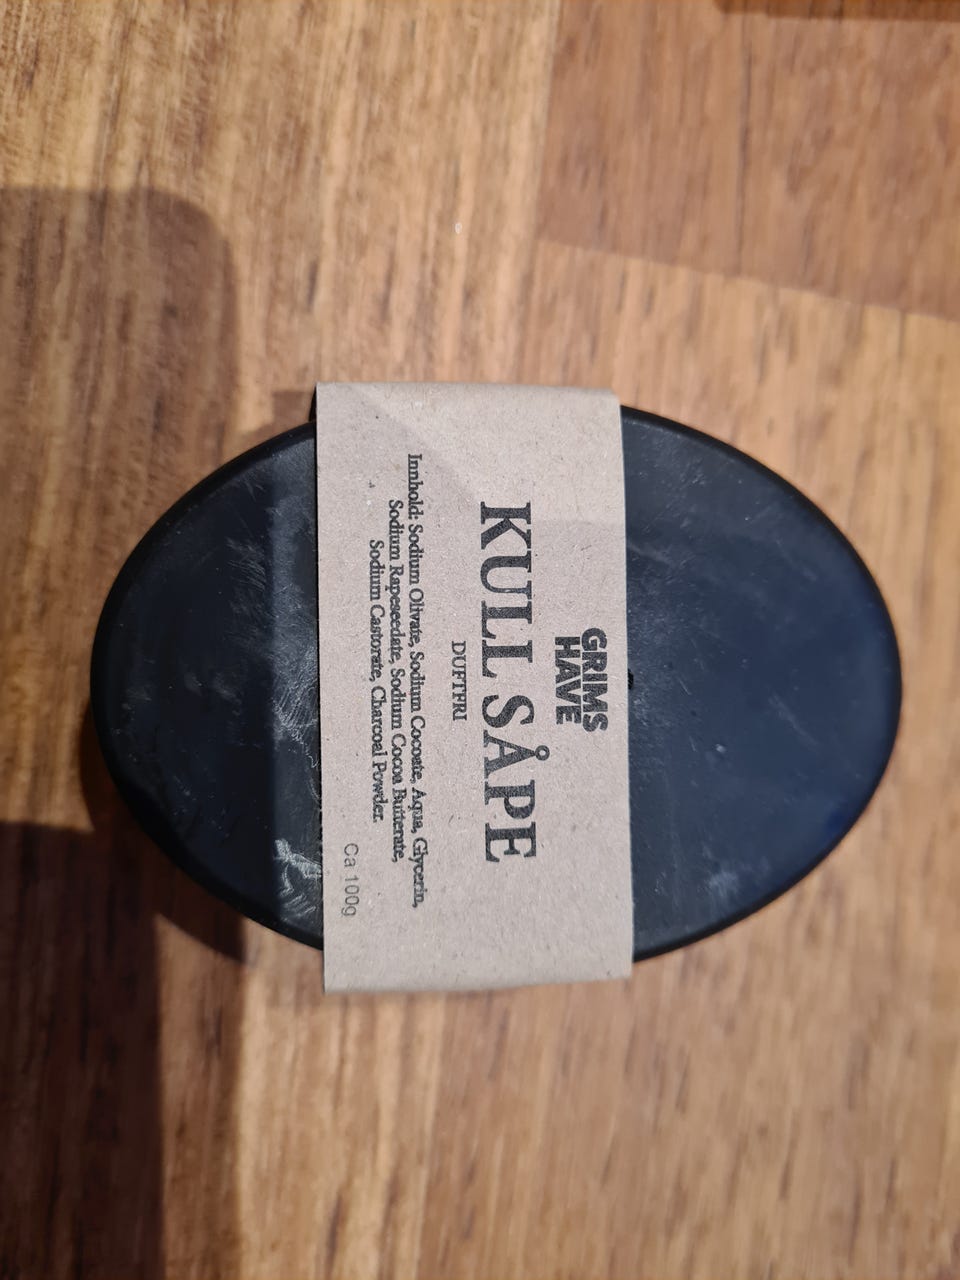 GRIMS
HAVE
KULL SÅPE
DUFTFRI
Innhold: Sodium Olivate, Sodium Cocoate, Aqua, Glycerin,
Sodium Rapeseedate, Sodium Cocoa Butterate,
Sodium Castorate, Charcoal Powder.
Ca 100g